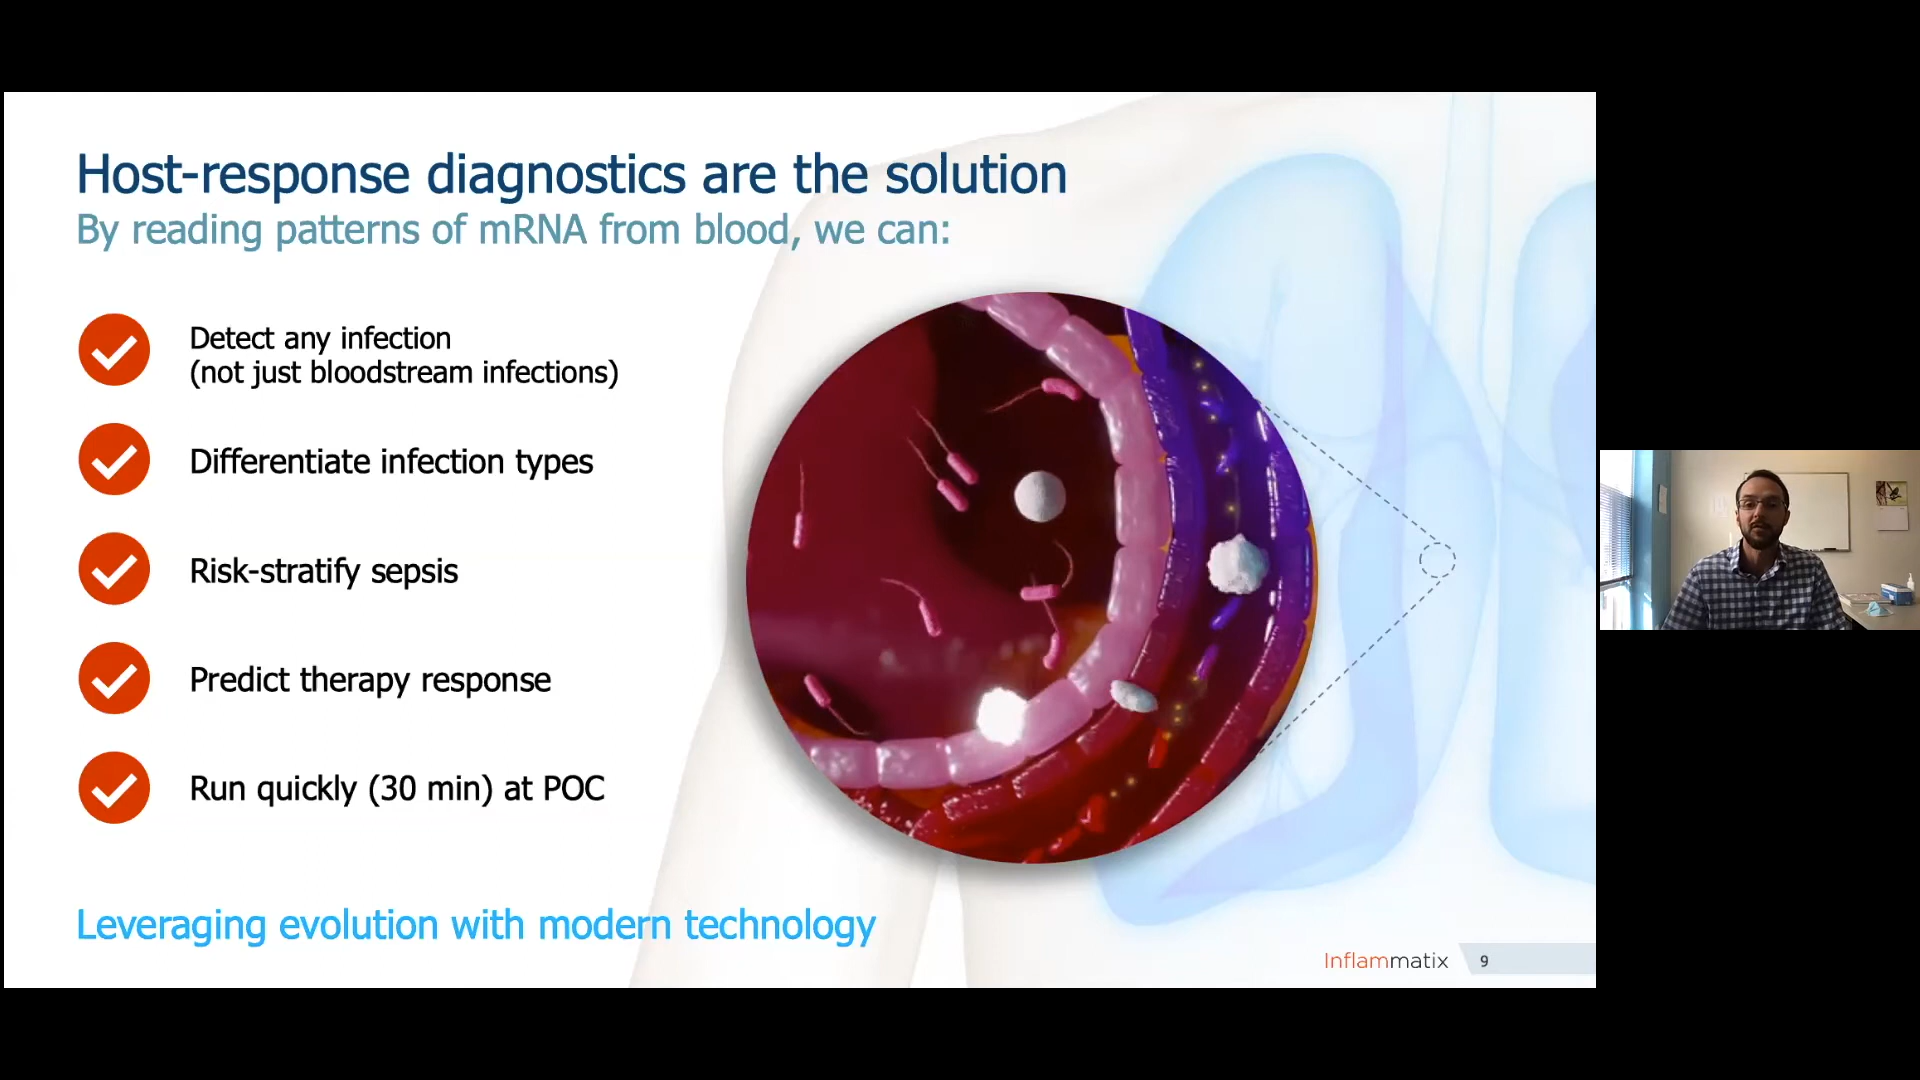 Host-response diagnostics are the solution
By reading patterns of mRNA from blood, we can:
Detect any infection
(not just bloodstream infections)
Differentiate infection types
Risk-stratify sepsis
Predict therapy response
Run quickly (30 min) at POC
Leveraging evolution with modern technology
Inflammatix
9